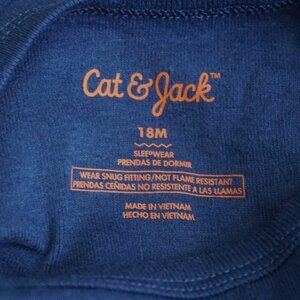 Cat & Jack™
18M
SLEEPWEAR
PRENDAS DE DORMIR
WEAR SNUG FITTING/NOT FLAME RESISTANT
PRENDAS CEÑIDAS NO RESISTENTE A LAS LLAMAS
MADE IN VIETNAM
HECHO EN VIETNAM